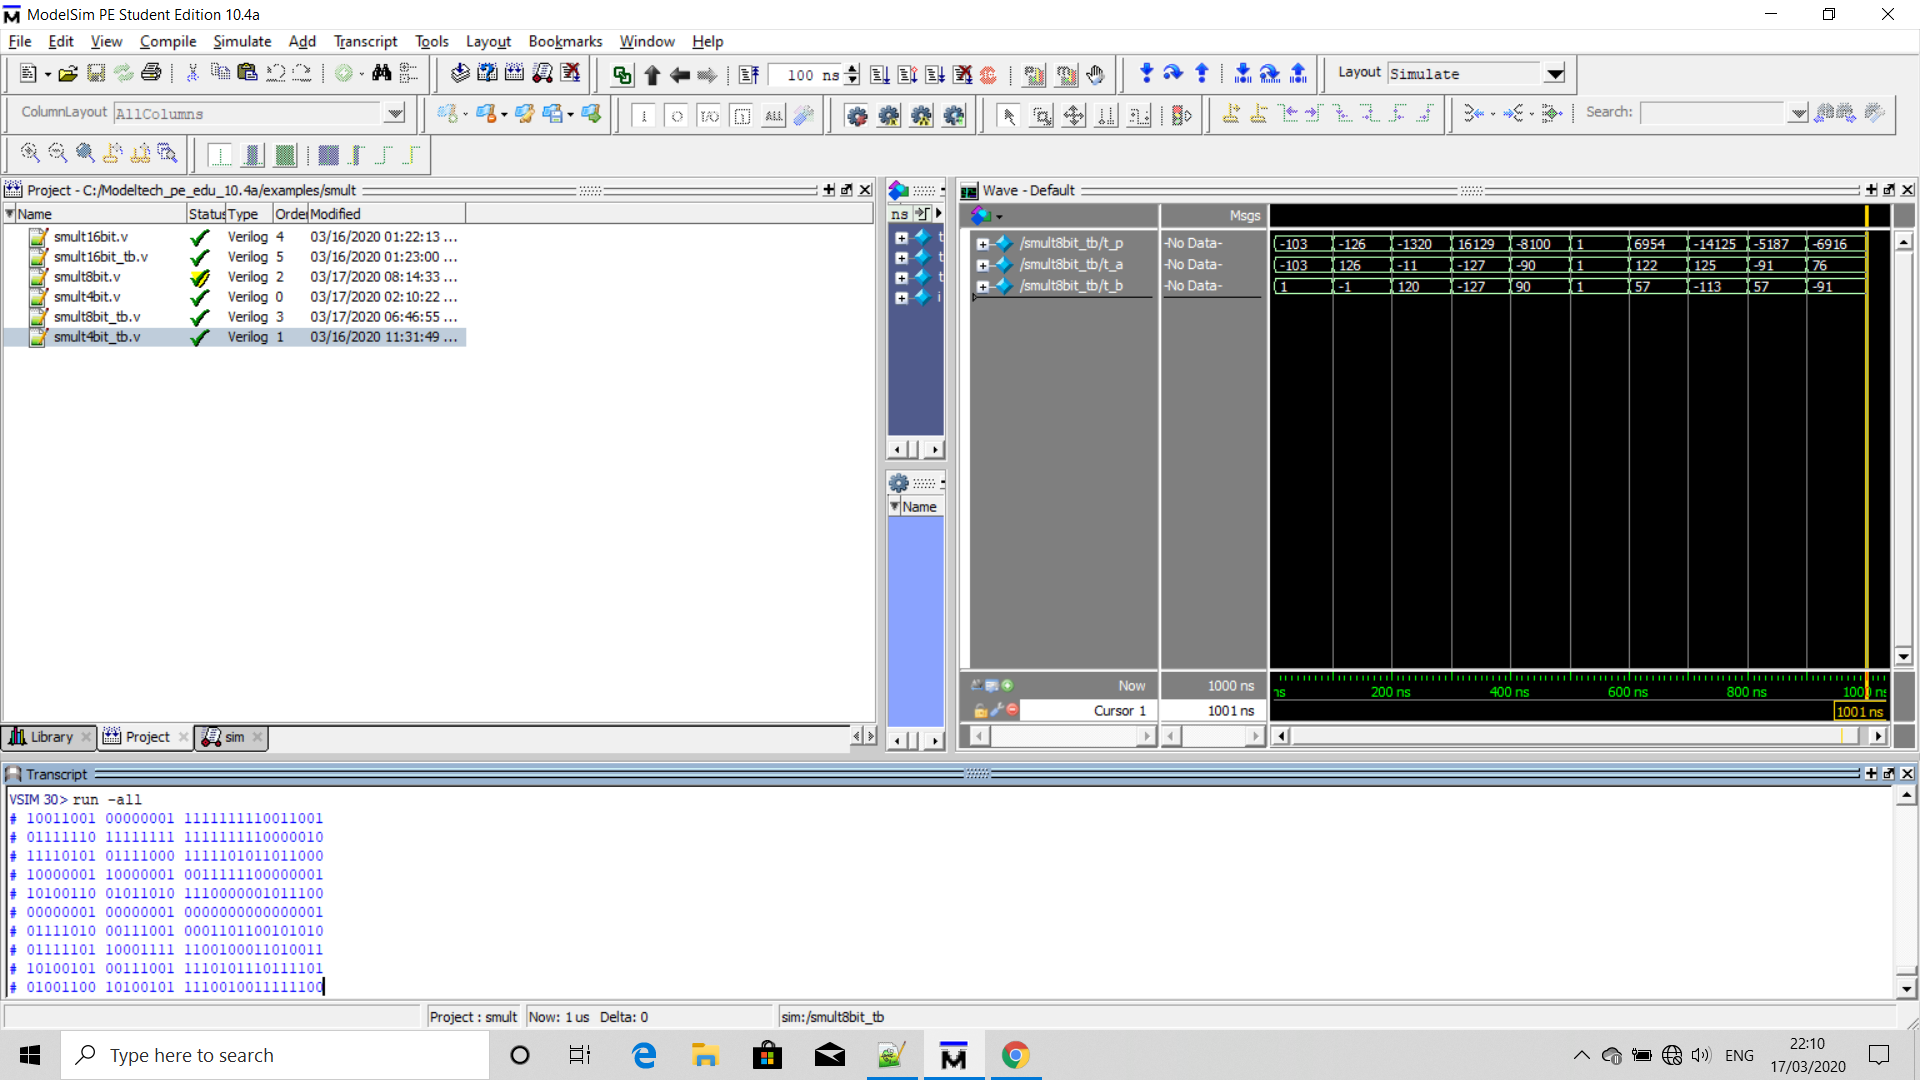 ModelSim PE Student Edition 10.4a
File Edit View Compile Simulate Add Transcript Tools Layout Bookmarks Window Help
100 ns
Layout Simulate
ColumnLayout AllColumns
I/O
ALL
Search:
Project - C:/Modeltech_pe_edu_10.4a/examples/smult
Name Status Type Order Modified
smult16bit.v Verilog 4 03/16/2020 01:22:13 ...
smult16bit_tb.v Verilog 5 03/16/2020 01:23:00 ...
smult8bit.v Verilog 2 03/17/2020 08:14:33 ...
smult4bit.v Verilog 0 03/17/2020 02:10:22 ...
smult8bit_tb.v Verilog 3 03/17/2020 06:46:55 ...
smult4bit_tb.v Verilog 1 03/16/2020 11:31:49 ...
Library Project sim
ns
t
t
t
i
Name
Wave - Default
Msgs
/smult8bit_tb/t_p -No Data- -103 -126 -1320 16129 -8100 1 6954 -14125 -5187 -6916
/smult8bit_tb/t_a -No Data- -103 126 -11 -127 -90 1 122 125 -91 76
/smult8bit_tb/t_b -No Data- 1 -1 120 -127 90 1 57 -113 57 -91
Now 1000 ns ns 200 ns 400 ns 600 ns 800 ns 1000 ns
Cursor 1 1001 ns 1001 ns
Transcript
VSIM 30> run -all
# 10011001 00000001 1111111110011001
# 01111110 11111111 1111111110000010
# 11110101 01111000 1111101011011000
# 10000001 10000001 0011111100000001
# 10100110 01011010 1110000001011100
# 00000001 00000001 0000000000000001
# 01111010 00111001 0001101100101010
# 01111101 10001111 1100100011010011
# 10100101 00111001 1110101110111101
# 01001100 10100101 1110010011111100
Project : smult Now: 1 us Delta: 0 sim:/smult8bit_tb
Type here to search
ENG
22:10
17/03/2020